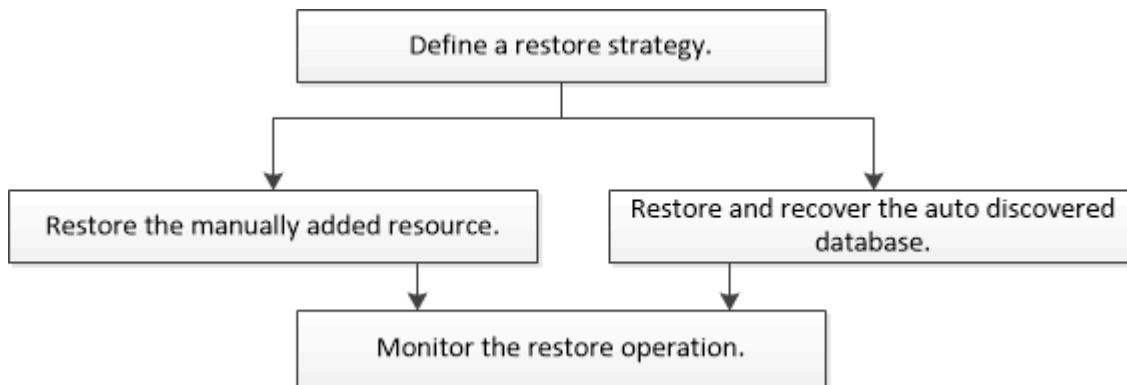 Define a restore strategy.
Restore the manually added resource.
Restore and recover the auto discovered
database.
Monitor the restore operation.